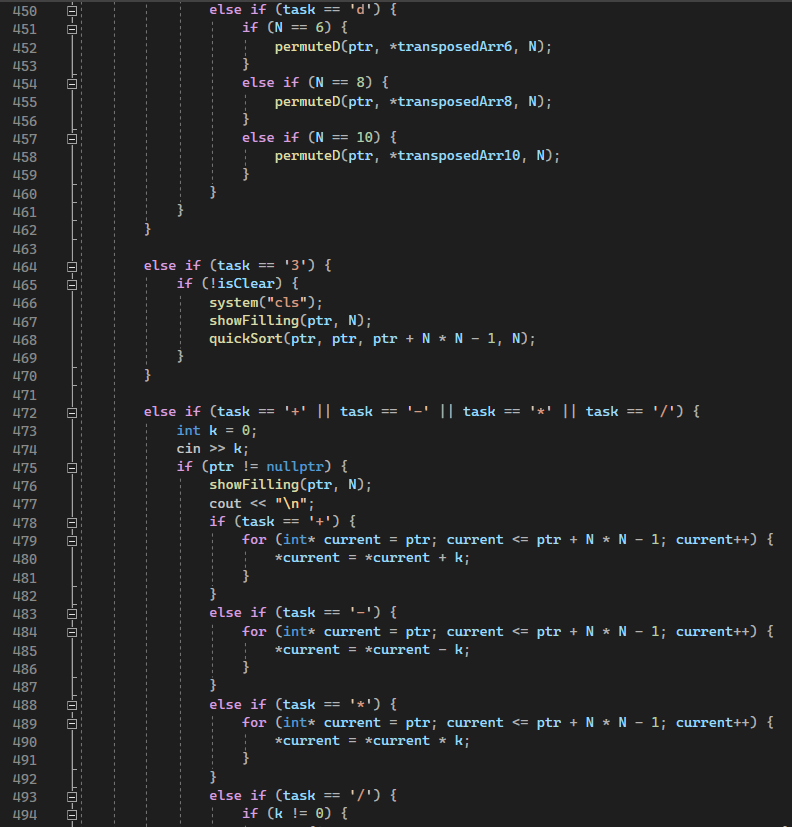 450 else if (task == 'd') {
451 if (N == 6) {
452 permuteD(ptr, *transposedArr6, N);
453 }
454 else if (N == 8) {
455 permuteD(ptr, *transposedArr8, N);
456 }
457 else if (N == 10) {
458 permuteD(ptr, *transposedArr10, N);
459 }
460 }
461 }
462 }
463
464 else if (task == '3') {
465 if (!isClear) {
466 system("cls");
467 showFilling(ptr, N);
468 quickSort(ptr, ptr, ptr + N * N - 1, N);
469 }
470 }
471
472 else if (task == '+' || task == '-' || task == '*' || task == '/') {
473 int k = 0;
474 cin >> k;
475 if (ptr != nullptr) {
476 showFilling(ptr, N);
477 cout << "\n";
478 if (task == '+') {
479 for (int* current = ptr; current <= ptr + N * N - 1; current++) {
480 *current = *current + k;
481 }
482 }
483 else if (task == '-') {
484 for (int* current = ptr; current <= ptr + N * N - 1; current++) {
485 *current = *current - k;
486 }
487 }
488 else if (task == '*') {
489 for (int* current = ptr; current <= ptr + N * N - 1; current++) {
490 *current = *current * k;
491 }
492 }
493 else if (task == '/') {
494 if (k != 0) {